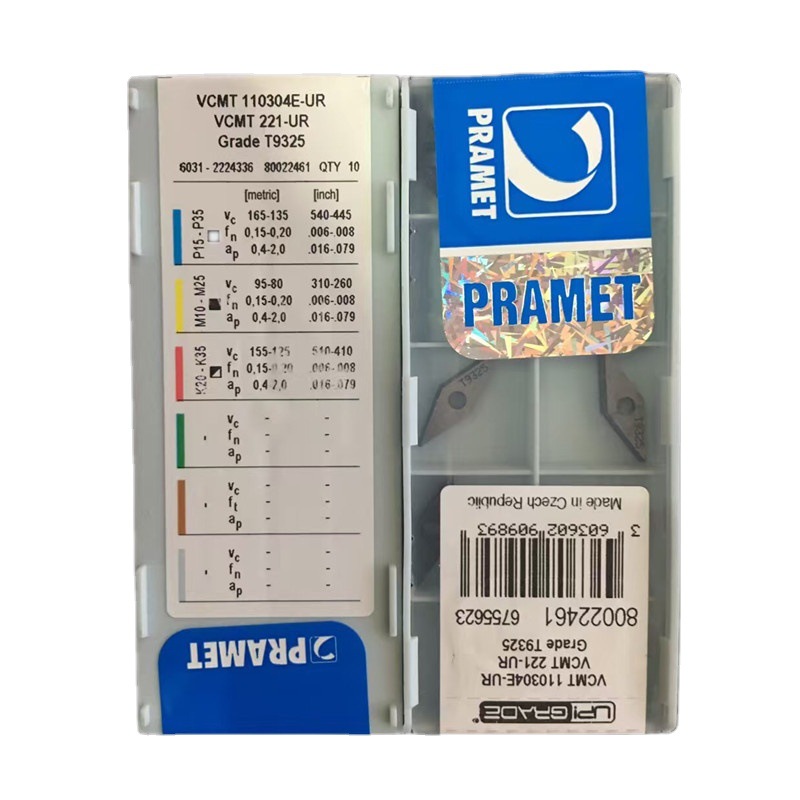 VCMT 110304E-UR
VCMT 221-UR
Grade T9325
6031 - 2224336 80022461 QTY 10
[metric] [inch]
P15 - P35
vc 165-135 540-445
fn 0,15-0,20 .006-.008
ap 0,4-2,0 .016-.079
M10 - M25
vc 95-80 310-260
fn 0,15-0,20 .006-.008
ap 0,4-2,0 .016-.079
K20 - K35
vc 155-125 510-410
fn 0,15-0,20 .006-.008
ap 0,4-2,0 .016-.079
vc - -
fn - -
ap - -
vc - -
ft - -
ap - -
vc - -
fn - -
ap - -
PRAMET
PRAMET
PRAMET
T9325
T9325
UP!GRADE®
VCMT 110304E-UR
VCMT 221-UR
Grade T9325
80022461 6755623
3 603602 909893
Made in Czech Republic